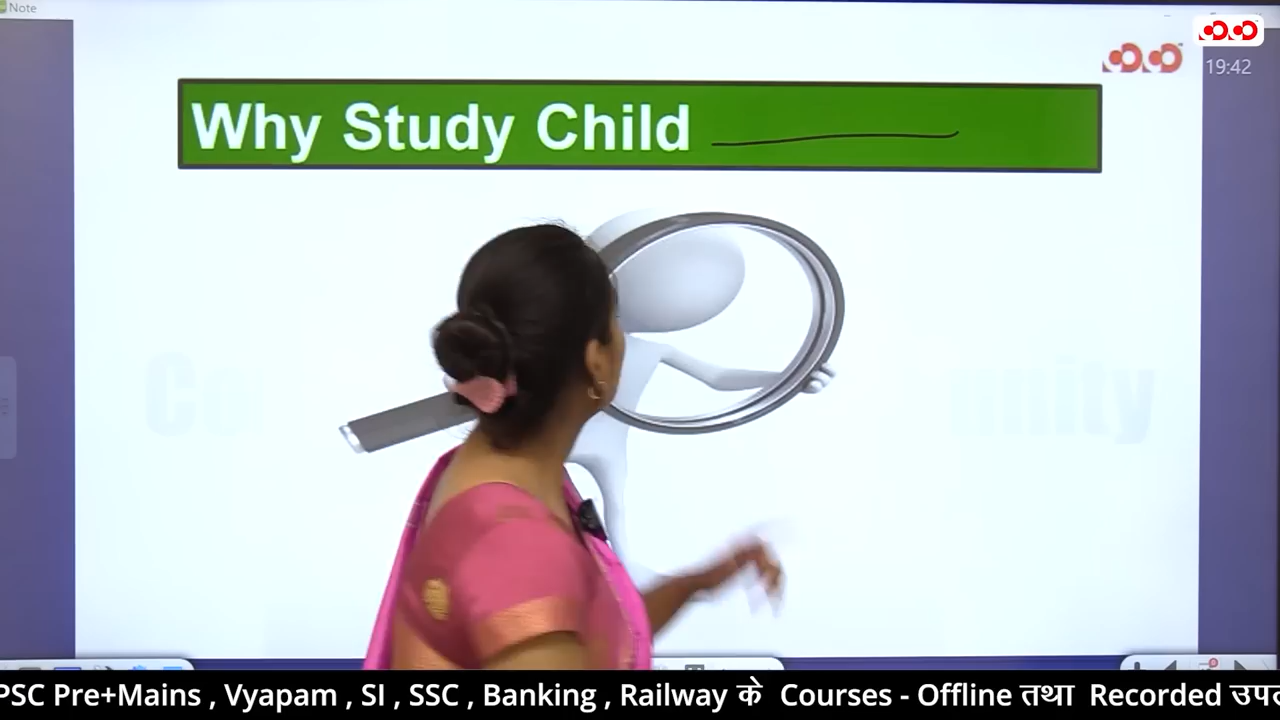 Note
19:42
Why Study Child
PSC Pre+Mains , Vyapam , SI , SSC , Banking , Railway के Courses - Offline तथा Recorded